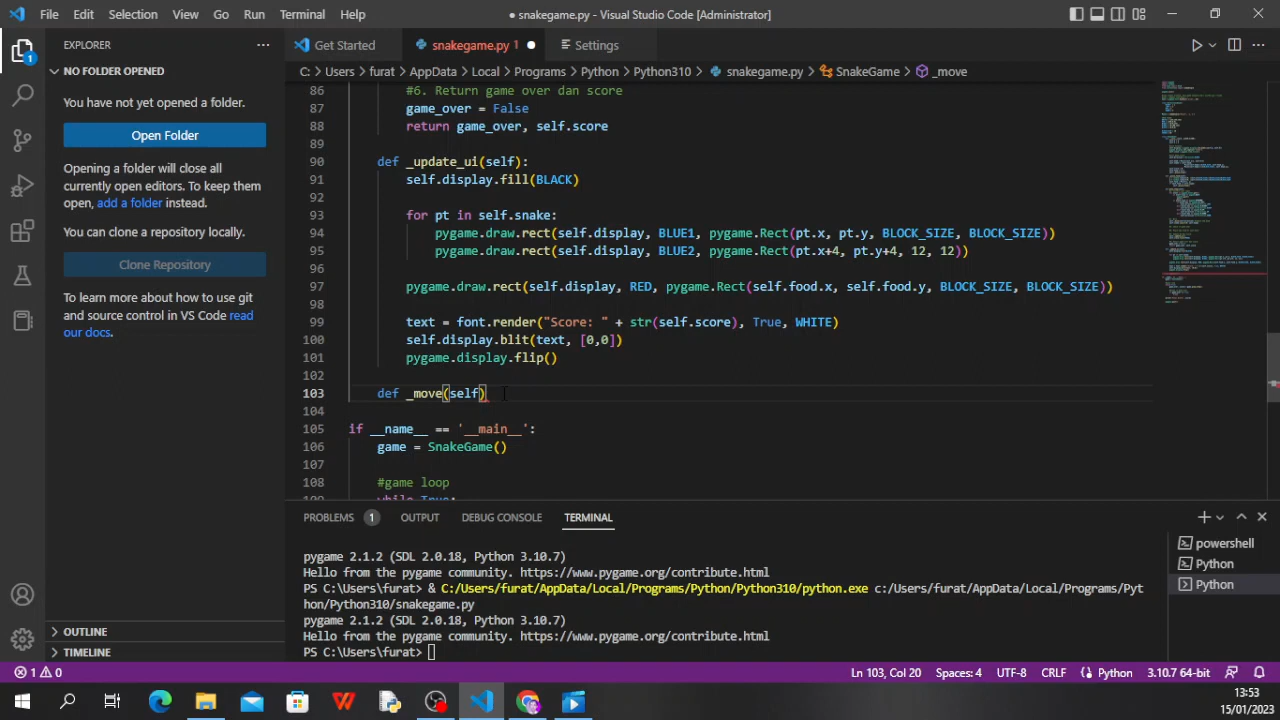 File Edit Selection View Go Run Terminal Help
● snakegame.py - Visual Studio Code [Administrator]
EXPLORER
Get Started
snakegame.py 1
Settings
NO FOLDER OPENED
C: > Users > furat > AppData > Local > Programs > Python > Python310 > snakegame.py > SnakeGame > _move
1
You have not yet opened a folder.
Open Folder
Opening a folder will close
all currently open editors. To keep them
open, add a folder instead.
You can clone a repository locally.
Clone Repository
To learn more about how to use git
and source control in VS Code read
our docs.
OUTLINE
TIMELINE
86 #6. Return game over dan score
87 game_over = False
88 return game_over, self.score
89
90 def _update_ui(self):
91 self.display.fill(BLACK)
92
93 for pt in self.snake:
94 pygame.draw.rect(self.display, BLUE1, pygame.Rect(pt.x, pt.y, BLOCK_SIZE, BLOCK_SIZE))
95 pygame.draw.rect(self.display, BLUE2, pygame.Rect(pt.x+4, pt.y+4, 12, 12))
96
97 pygame.draw.rect(self.display, RED, pygame.Rect(self.food.x, self.food.y, BLOCK_SIZE, BLOCK_SIZE))
98
99 text = font.render("Score: " + str(self.score), True, WHITE)
100 self.display.blit(text, [0,0])
101 pygame.display.flip()
102
103 def _move(self)
104
105 if __name__ == '__main__':
106 game = SnakeGame()
107
108 #game loop
109 while True:
PROBLEMS 1 OUTPUT DEBUG CONSOLE TERMINAL
pygame 2.1.2 (SDL 2.0.18, Python 3.10.7)
Hello from the pygame community. https://www.pygame.org/contribute.html
PS C:\Users\furat> & C:/Users/furat/AppData/Local/Programs/Python/Python310/python.exe c:/Users/furat/AppData/Local/Programs/Pyt
hon/Python310/snakegame.py
pygame 2.1.2 (SDL 2.0.18, Python 3.10.7)
Hello from the pygame community. https://www.pygame.org/contribute.html
PS C:\Users\furat>
powershell
Python
Python
1 0
Ln 103, Col 20 Spaces: 4 UTF-8 CRLF Python 3.10.7 64-bit
13:53
15/01/2023